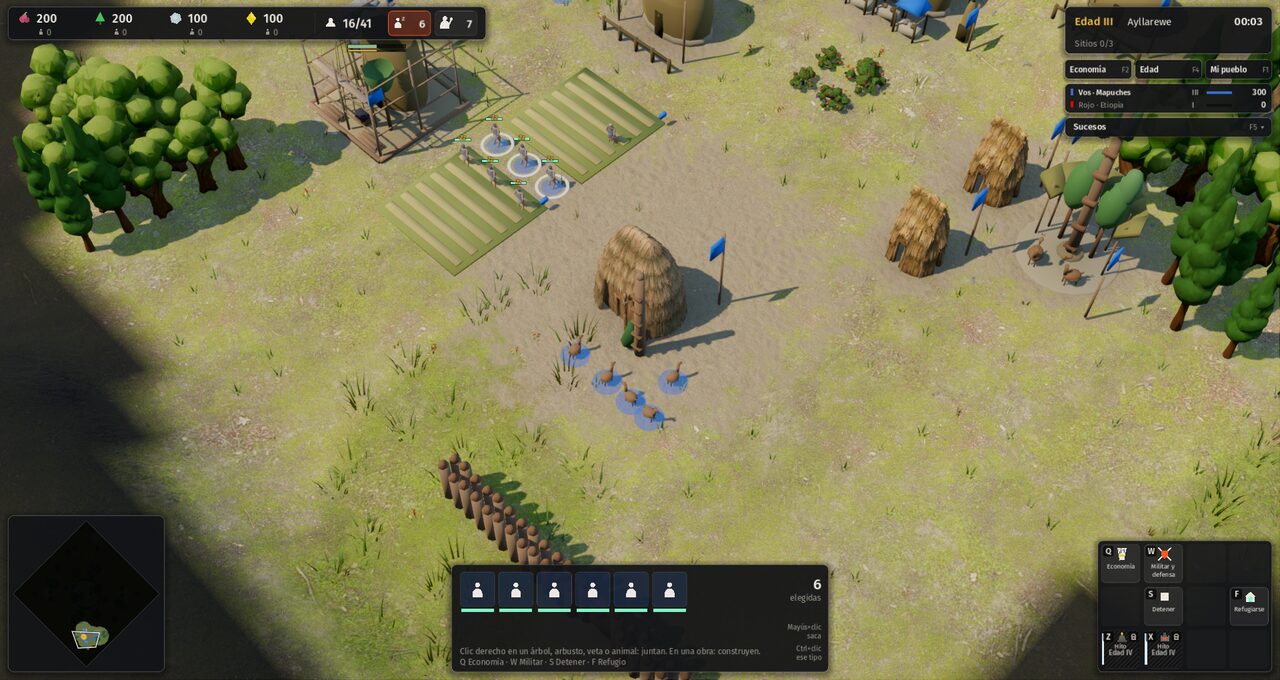 200 200 100 100 16/41 6 7
0 0 0 0
Edad III Ayllarewe 00:03
Sitios 0/3
Economía F2 Edad F4 Mi pueblo F1
Vos · Mapuches III 300
Rojo · Etiopía I 0
Sucesos F5
6
elegidas
Mayús+clic
saca
Ctrl+clic
ese tipo
Clic derecho en un árbol, arbusto, veta o animal: juntan. En una obra: construyen.
Q Economía · W Militar · S Detener · F Refugio
Q W
Economía Militar y
defensa
S F
Detener Refugiarse
Z X
Hito Hito
Edad IV Edad IV